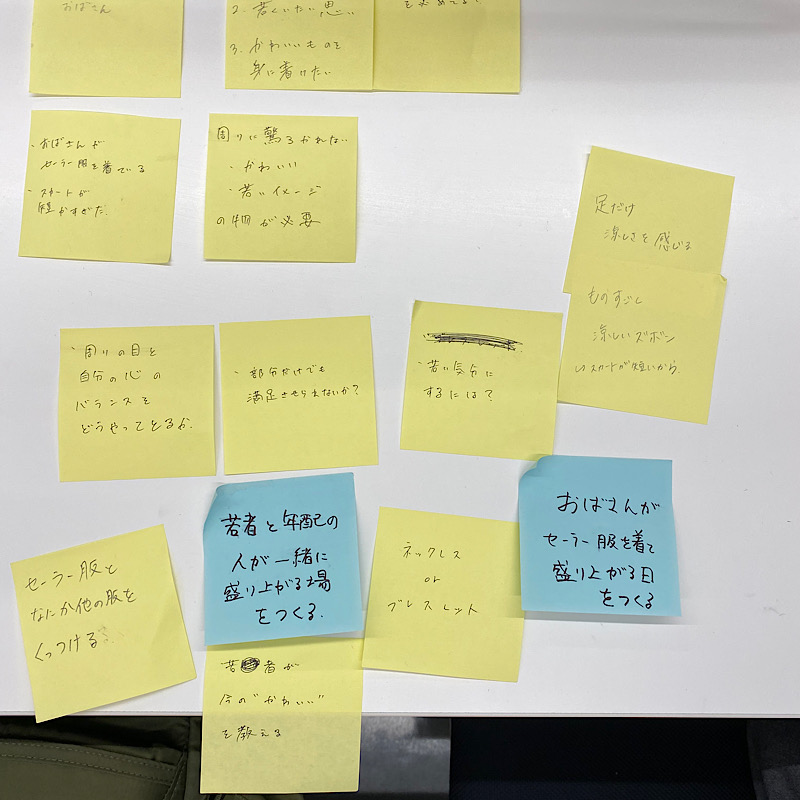 おばさん
2. 若くいたい思い
3. かわいいものを
身に着けたい
・おばさんが
セーラー服を着ている
・スカートが
短かすぎた。
周りに驚ろかれない
・かわいい
・若いイメージ
の何かが必要
足だけ
涼しさを感じる
ものすごく
涼しいズボン
↳スカートが短いから
・周りの目と
自分の心の
バランスを
どうやってとるか
・部分だけでも
満足させられないか?
・若い気分に
するには?
若者と年配の
人が一緒に
盛り上がる場
をつくる.
おばさんが
セーラー服を着て
盛り上がる日
をつくる
セーラー服と
なにか他の服を
くっつける
ネックレス
or
ブレスレット
若者が
今の"かわいい"
を教える